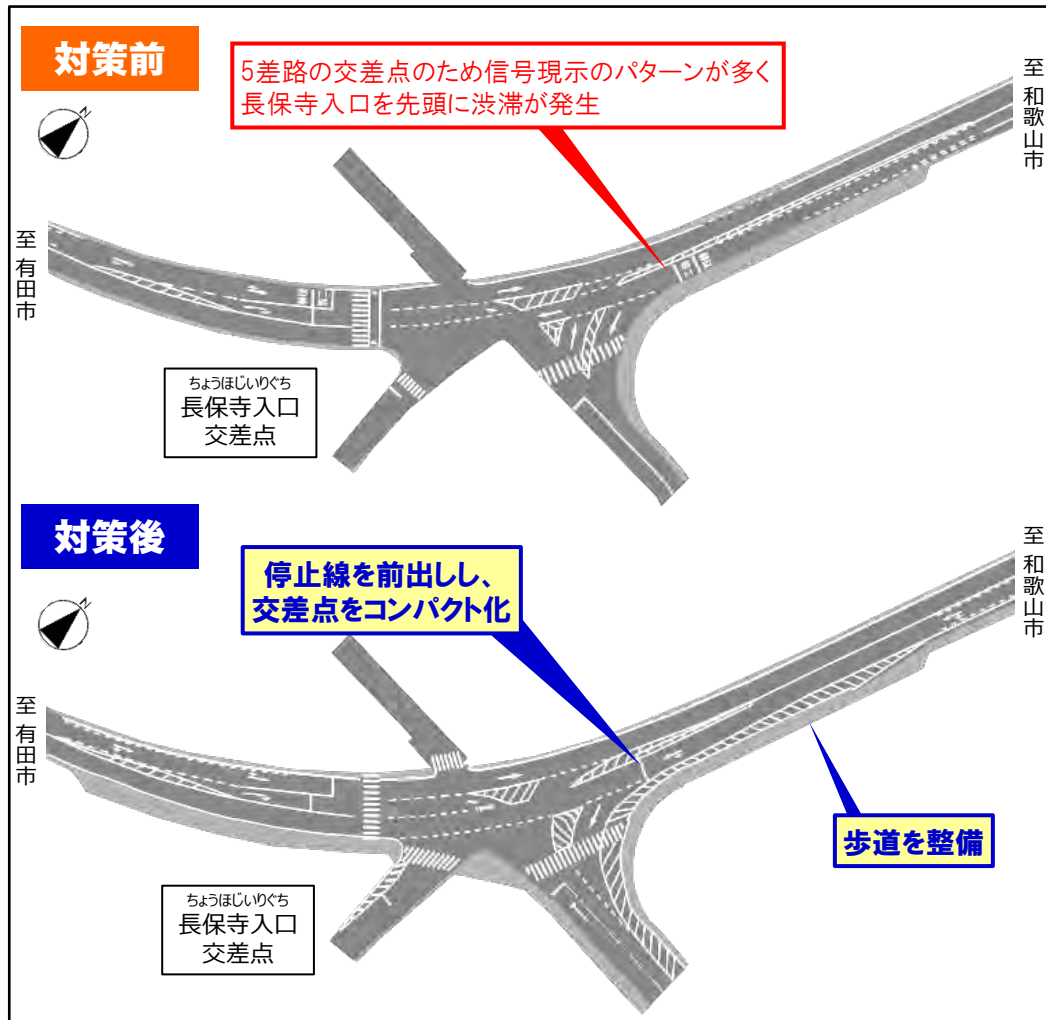 対策前
5差路の交差点のため信号現示のパターンが多く
長保寺入口を先頭に渋滞が発生
N
至 和歌山市
至 有田市
ちょうほじいりぐち
長保寺入口
交差点
対策後
停止線を前出しし、
交差点をコンパクト化
N
至 和歌山市
至 有田市
歩道を整備
ちょうほじいりぐち
長保寺入口
交差点